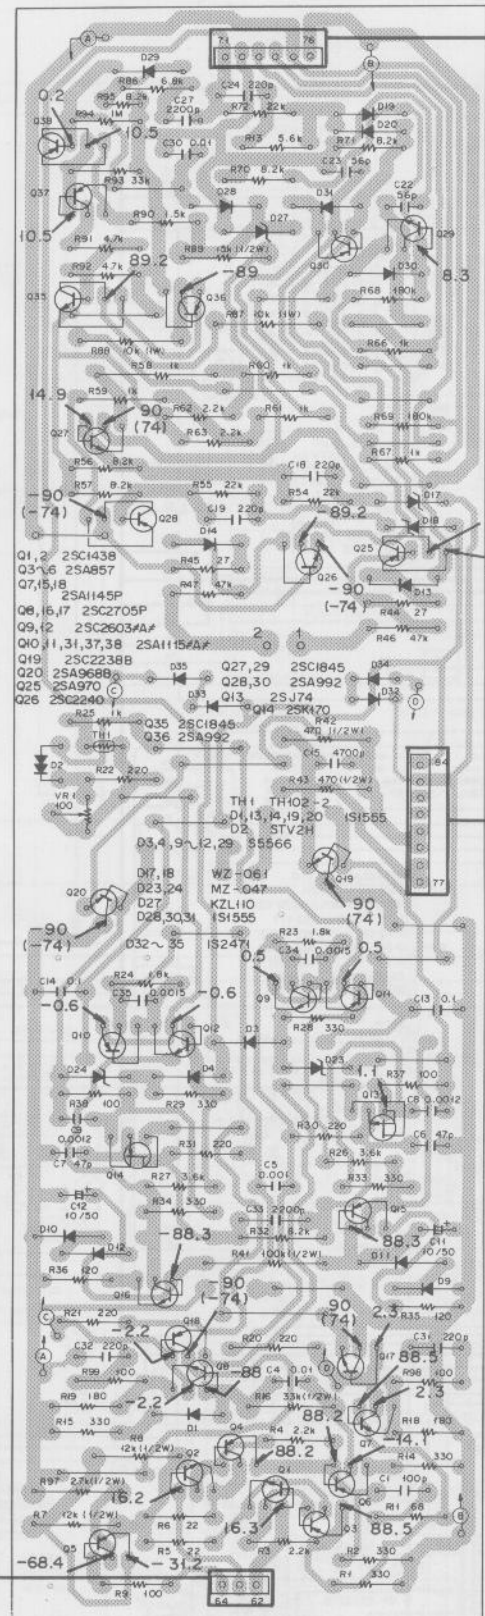 A
71 76
D29
B
R86 6.8k
R95 8.2k
C24 220p
0.2
R94 1M
C27 2200p
R72 22k
D19
Q38
10.5
D20
R13 5.6k
R71 8.2k
C30 0.01
C23 56p
R93 33k
R70 8.2k
Q37
D28
D31
C22 56p
10.5
R90 1.5k
D27
Q29
R91 4.7k
89.2
R89 15k (1/2W)
-89
Q30
8.3
R92 4.7k
D30
Q35
Q36
R68 180k
R87 10k (1W)
R88 10k (1W)
R66 1k
R58 1k
R60 1k
14.9
R59 1k
90 (74)
R62 2.2k
R61 1k
R69 180k
Q27
R63 2.2k
R67 1k
R56 8.2k
C18 220p
-90 (-74)
R57 8.2k
R55 22k
R54 22k
D17
C19 220p
-89.2
D18
Q28
D14
Q25
Q1,2 2SC1438
R45 27
Q26
Q3~6 2SA857
-90 (-74)
D13
Q7,15,18 2SA1145P
R47 47k
R44 27
Q8,16,17 2SC2705P
R46 47k
Q9,12 2SC2603/A≠
Q10,11,31,37,38 2SA1115/A≠
2 1
Q19 2SC2238B
D35
Q27,29 2SC1845
D34
Q20 2SA968B
Q28,30 2SA992
Q25 2SA970
C
D33
Q13 2SJ74
D32
D
Q26 2SC2240
Q14 2SK170
R25 1k
Q35 2SC1845
R42 470 (1/2W)
Q36 2SA992
TH1
C15 4700p
64
D2
R22 220
R43 470(1/2W)
VR1 100
TH1 TH102-2
D1,13,14,19,20 1S1555
D2 STV2H
D3,4,9~12,29 S5566
77
D17,18 WZ-061
Q19
Q20
D23,24 MZ-047
90 (74)
D27 KZL110
-90 (-74)
D28,30,31 1S1555
R23 1.8k
D32~35 1S2471
C34 0.0015
0.5 0.5
C14 0.1
R24 1.8k
C35 0.0015
-0.6 -0.6
Q9 Q11
C13 0.1
R28 330
Q10 Q12
D3
D24
D4
D23
1.1
R37 100
R38 100
R29 330
Q13
C8 0.0012
C9 0.0012
R30 220
R31 220
C6 47p
C7 47p
R26 3.6k
Q14
R27 3.6k
C5 0.001
R33 330
C12 10/50
R34 330
C33 2200p
Q15
D10
R32 8.2k
C11 10/50
D12
-88.3
88.3
R41 100k(1/2W)
D11
R36 120
-90 (-74)
D9
Q16
90 (74)
2.3
R35 120
C
R21 220
Q18
-2.2
R20 220
C31 220p
A
C32 220p
D
Q17
88.5
R99 100
Q8
-88
C4 0.01
R98 100
-2.2
2.3
R19 180
R16 33k(1/2W)
R18 180
88.2
D1
R15 330
Q4
R4 2.2k
Q7
-14.1
R8 12k (1/2W)
88.2
R14 330
Q2
R97 27k(1/2W)
Q1
C1 100p
16.2
Q6
R7 12k (1/2W)
16.3
R11 68
B
R6 22
Q3
88.5
Q5
R5 22
R3 2.2k
R2 330
-68.4
-31.2
R9 100
R1 330
64 62